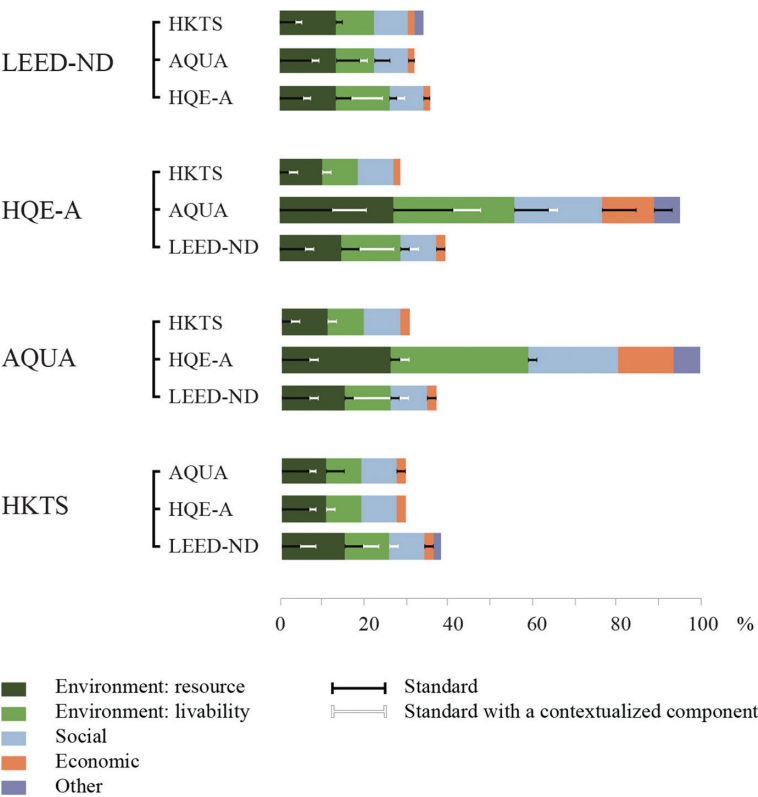 LEED-ND
HKTS
AQUA
HQE-A
HQE-A
HKTS
AQUA
LEED-ND
AQUA
HKTS
HQE-A
LEED-ND
HKTS
AQUA
HQE-A
LEED-ND
0 20 40 60 80 100 %
Environment: resource
Environment: livability
Social
Economic
Other
Standard
Standard with a contextualized component